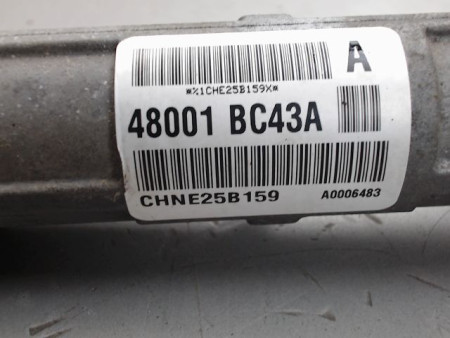 A
*%1CHE25B159X*
48001 BC43A
CHNE25B159 A0006483